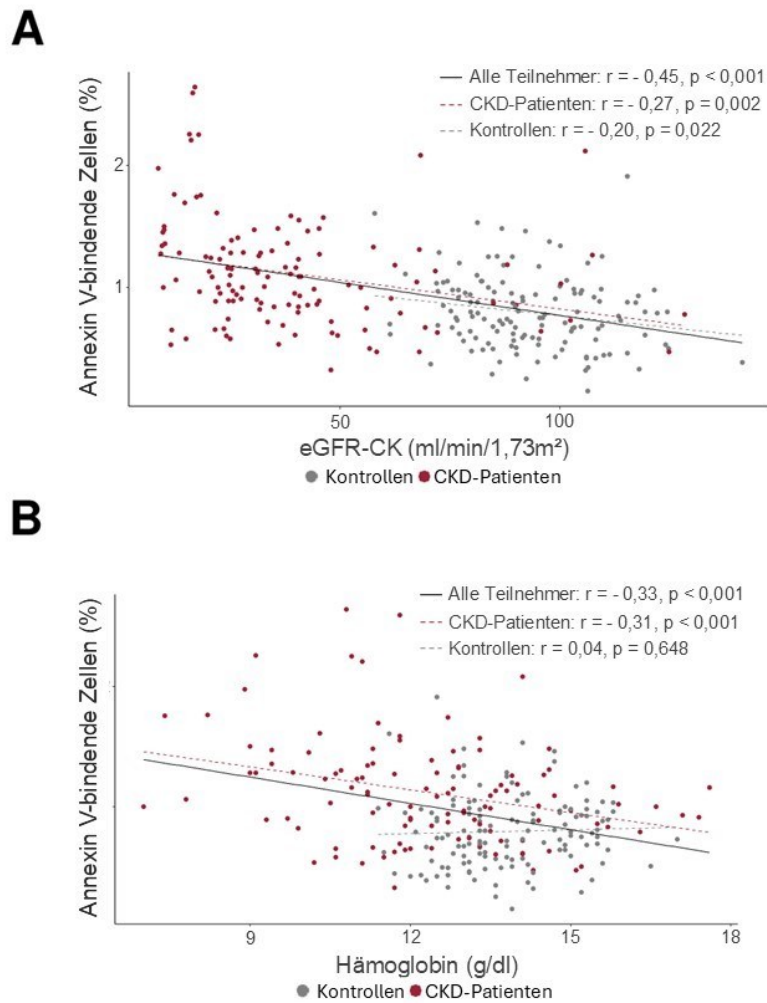 A
Annexin V-bindende Zellen (%)
Alle Teilnehmer: r = - 0,45, p < 0,001
CKD-Patienten: r = - 0,27, p = 0,002
Kontrollen: r = - 0,20, p = 0,022
2
1
50
100
eGFR-CK (ml/min/1,73m²)
Kontrollen CKD-Patienten
B
Annexin V-bindende Zellen (%)
Alle Teilnehmer: r = - 0,33, p < 0,001
CKD-Patienten: r = - 0,31, p < 0,001
Kontrollen: r = 0,04, p = 0,648
9
12
15
18
Hämoglobin (g/dl)
Kontrollen CKD-Patienten